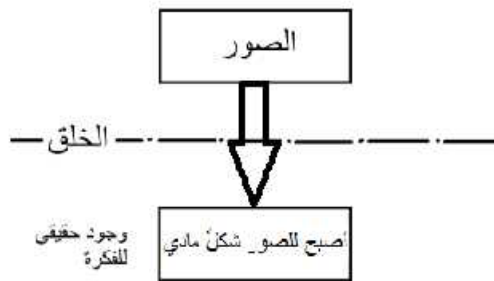 الصور
الخلق
أصبح للصور شكلٌ مادي
وجود حقيقي
للفكرة